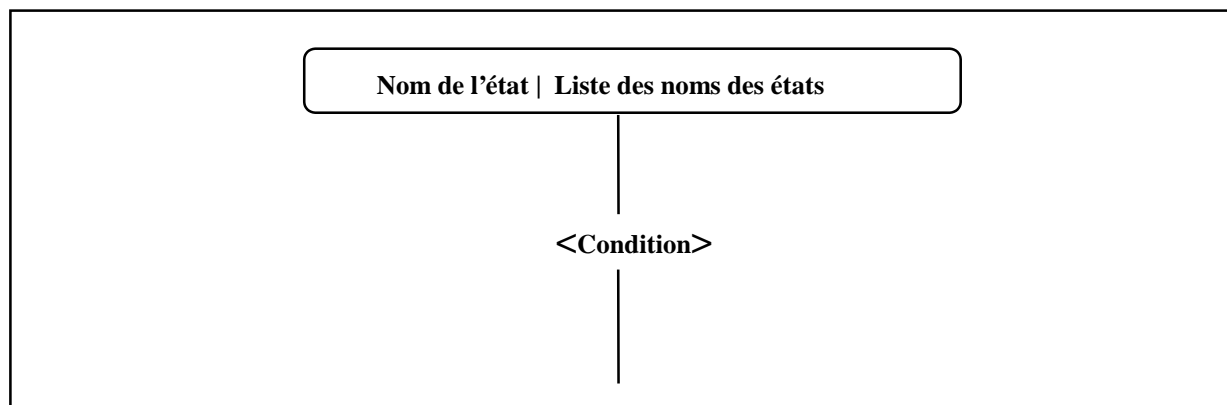 Nom de l’état | Liste des noms des états
<Condition>